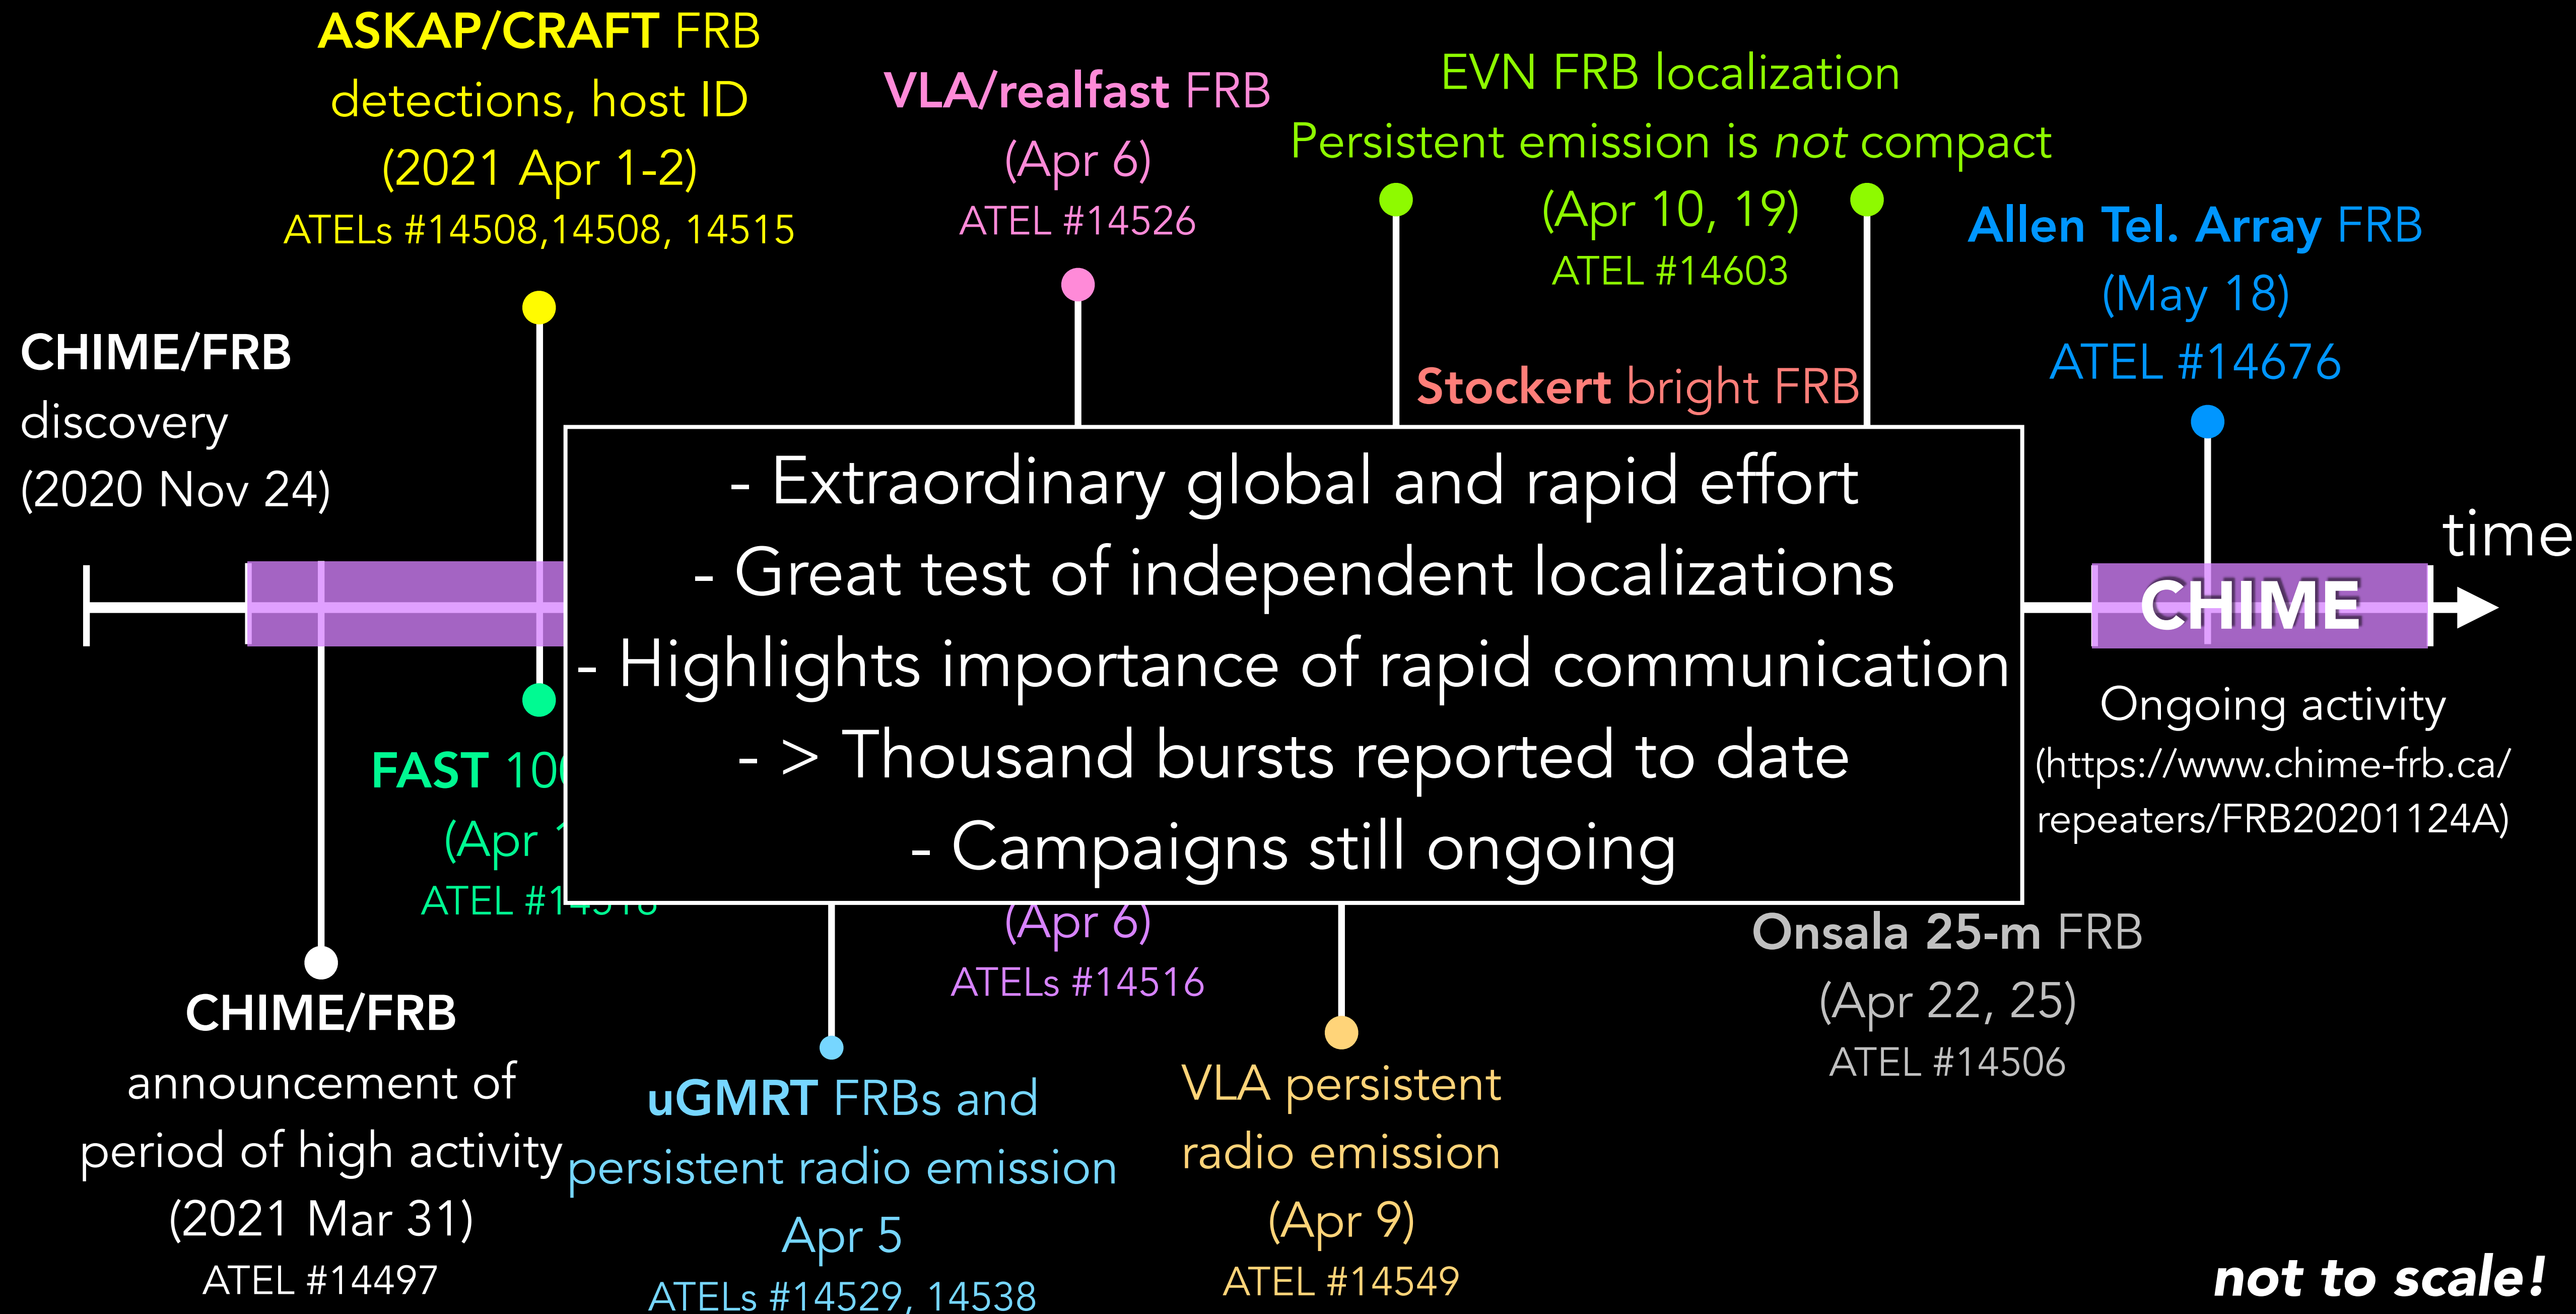 ASKAP/CRAFT FRB
detections, host ID
(2021 Apr 1-2)
ATELs #14508,14508, 14515
VLA/realfast FRB
(Apr 6)
ATEL #14526
EVN FRB localization
Persistent emission is not compact
(Apr 10, 19)
ATEL #14603
Allen Tel. Array FRB
(May 18)
ATEL #14676
CHIME/FRB
discovery
(2020 Nov 24)
Stockert bright FRB
- Extraordinary global and rapid effort
- Great test of independent localizations
- Highlights importance of rapid communication
- > Thousand bursts reported to date
- Campaigns still ongoing
time
CHIME
Ongoing activity
(https://www.chime-frb.ca/
repeaters/FRB20201124A)
FAST
(Apr
ATEL
(Apr 6)
ATELs #14516
Onsala 25-m FRB
(Apr 22, 25)
ATEL #14506
CHIME/FRB
announcement of
period of high activity
(2021 Mar 31)
ATEL #14497
uGMRT FRBs and
persistent radio emission
Apr 5
ATELs #14529, 14538
VLA persistent
radio emission
(Apr 9)
ATEL #14549
not to scale!